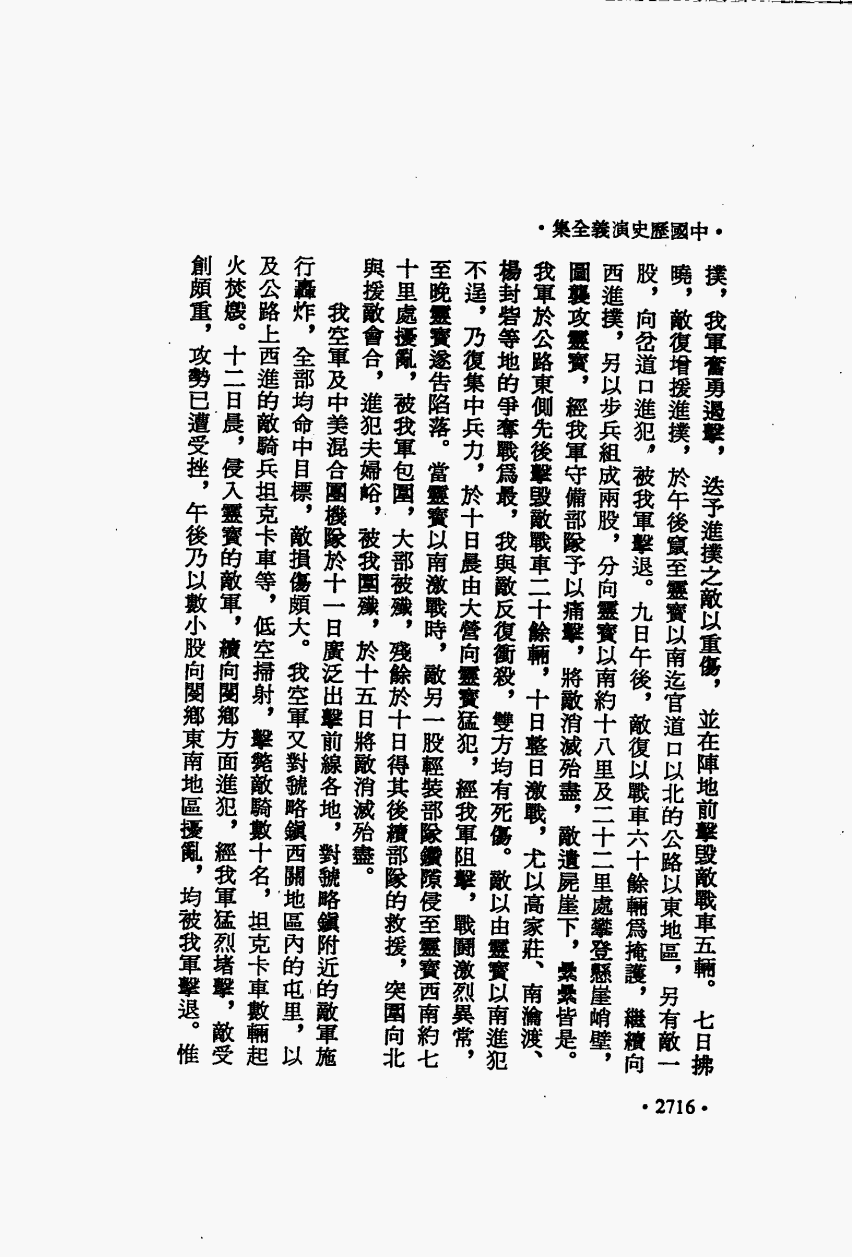 •中國歷史演義全集•
撲，我軍奮勇遏擊，迭予進撲之敵以重傷，並在陣地前擊毀敵戰車五輛。七日拂
曉，敵復增援進撲，於午後竄至靈寶以南迄官道口以北的公路以東地區，另有敵一
股，向岔道口進犯，被我軍擊退。九日午後，敵復以戰車六十餘輛爲掩護，繼續向
西進撲，另以步兵組成兩股，分向靈寶以南約十八里及二十二里處攀登懸崖峭壁，
圖襲攻靈寶，經我軍守備部隊予以痛擊，將敵消滅殆盡，敵遺屍崖下，纍纍皆是。
我軍於公路東側先後擊毀敵戰車二十餘輛，十日整日激戰，尤以高家莊、南瀹渡、
楊封砦等地的爭奪戰爲最，我與敵反復衝殺，雙方均有死傷。敵以由靈寶以南進犯
不逞，乃復集中兵力，於十日晨由大營向靈寶猛犯，經我軍阻擊，戰鬭激烈異常，
至晚靈寶遂告陷落。當靈寶以南激戰時，敵另一股輕裝部隊鑽隙侵至靈寶西南約七
十里處擾亂，被我軍包圍，大部被殲，殘餘於十日得其後續部隊的救援，突圍向北
與援敵會合，進犯夫婦峪，被我圍殲，於十五日將敵消滅殆盡。
我空軍及中美混合團機隊於十一日廣泛出擊前線各地，對虢略鎮附近的敵軍施
行轟炸，全部均命中目標，敵損傷頗大。我空軍又對虢略鎮西關地區內的屯里，以
及公路上西進的敵騎兵坦克卡車等，低空掃射，擊斃敵騎數十名，坦克卡車數輛起
火焚燬。十二日晨，侵入靈寶的敵軍，續向閿鄉方面進犯，經我軍猛烈堵擊，敵受
創頗重，攻勢已遭受挫，午後乃以數小股向閿鄉東南地區擾亂，均被我軍擊退。惟
•2716•